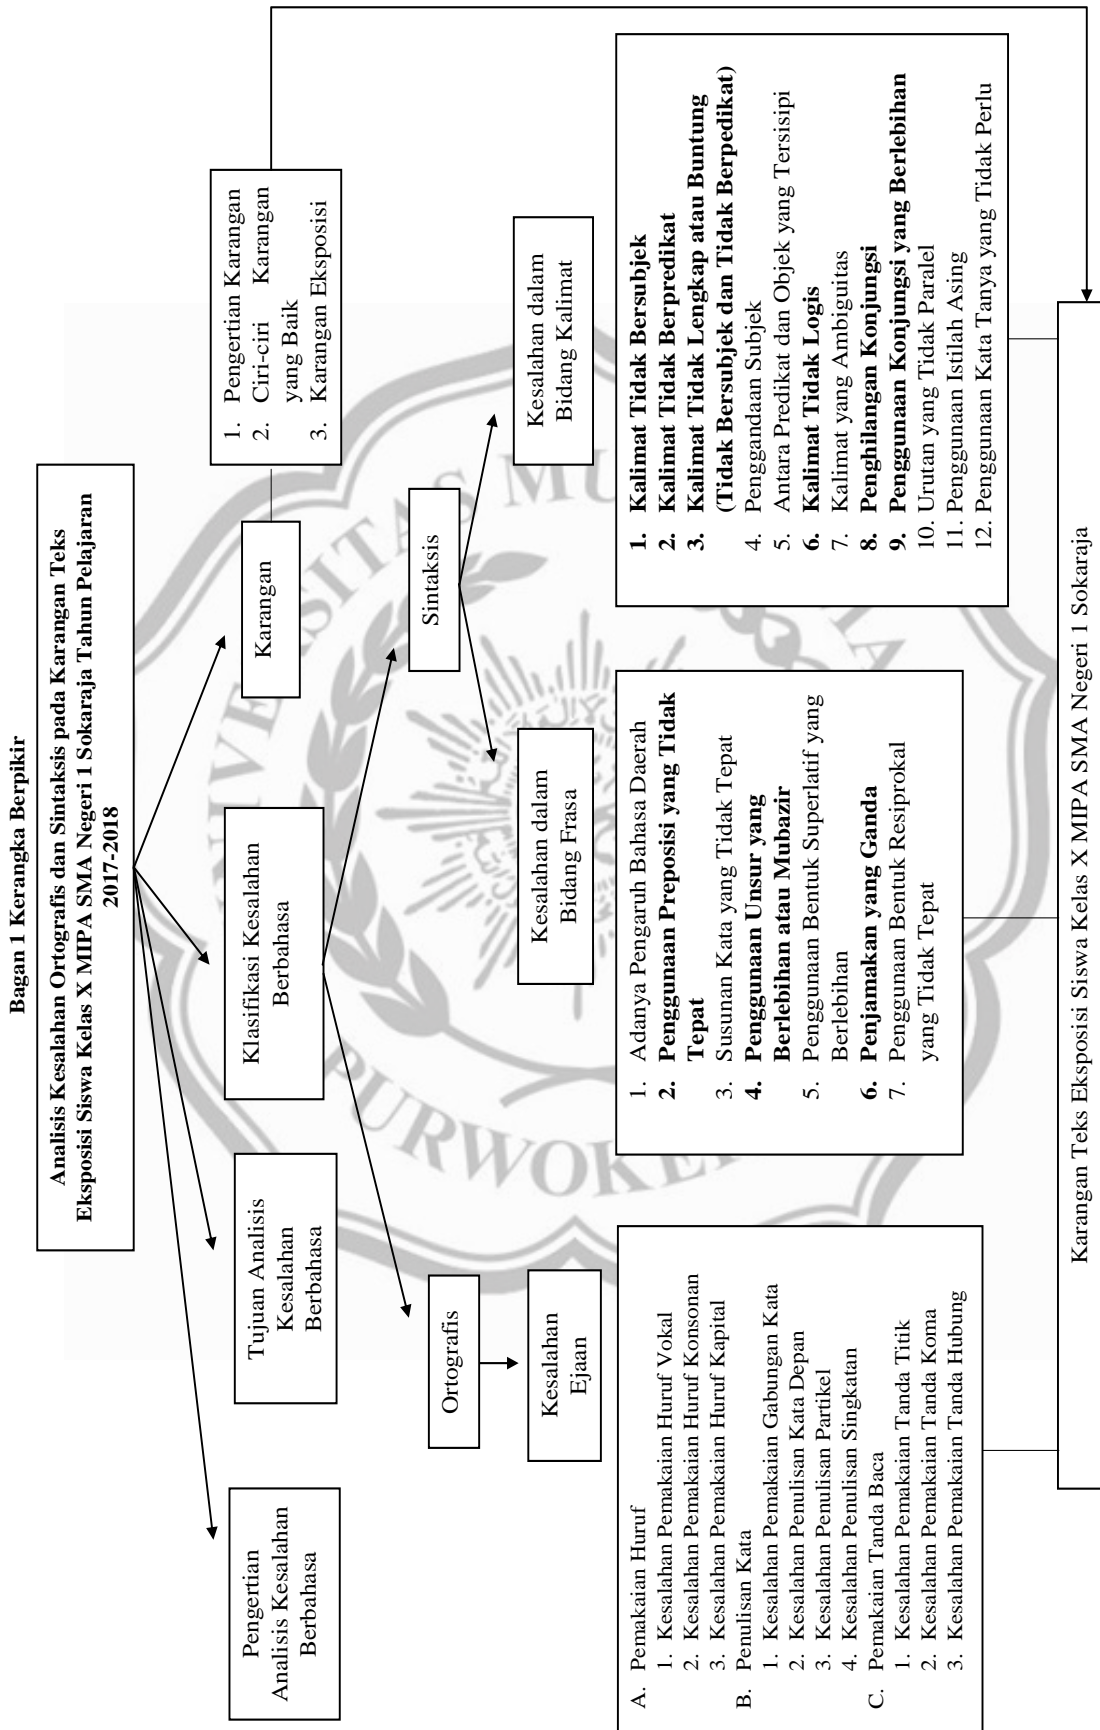 Bagan 1 Kerangka Berpikir
Analisis Kesalahan Ortografis dan Sintaksis pada Karangan Teks
Eksposisi Siswa Kelas X MIPA SMA Negeri 1 Sokaraja Tahun Pelajaran
2017-2018
Pengertian
Analisis Kesalahan
Berbahasa
Tujuan Analisis
Kesalahan
Berbahasa
Klasifikasi Kesalahan
Berbahasa
Karangan
1. Pengertian Karangan
2. Ciri-ciri Karangan
yang Baik
3. Karangan Eksposisi
Ortografis
Sintaksis
Kesalahan
Ejaan
Kesalahan dalam
Bidang Frasa
Kesalahan dalam
Bidang Kalimat
A. Pemakaian Huruf
1. Kesalahan Pemakaian Huruf Vokal
2. Kesalahan Pemakaian Huruf Konsonan
3. Kesalahan Pemakaian Huruf Kapital
B. Penulisan Kata
1. Kesalahan Pemakaian Gabungan Kata
2. Kesalahan Penulisan Kata Depan
3. Kesalahan Penulisan Partikel
4. Kesalahan Penulisan Singkatan
C. Pemakaian Tanda Baca
1. Kesalahan Pemakaian Tanda Titik
2. Kesalahan Pemakaian Tanda Koma
3. Kesalahan Pemakaian Tanda Hubung
1. Adanya Pengaruh Bahasa Daerah
2. Penggunaan Preposisi yang Tidak
Tepat
3. Susunan Kata yang Tidak Tepat
4. Penggunaan Unsur yang
Berlebihan atau Mubazir
5. Penggunaan Bentuk Superlatif yang
Berlebihan
6. Penjamakan yang Ganda
7. Penggunaan Bentuk Resiprokal
yang Tidak Tepat
1. Kalimat Tidak Bersubjek
2. Kalimat Tidak Berpredikat
3. Kalimat Tidak Lengkap atau Buntung
(Tidak Bersubjek dan Tidak Berpedikat)
4. Penggandaan Subjek
5. Antara Predikat dan Objek yang Tersisipi
6. Kalimat Tidak Logis
7. Kalimat yang Ambiguitas
8. Penghilangan Konjungsi
9. Penggunaan Konjungsi yang Berlebihan
10. Urutan yang Tidak Paralel
11. Penggunaan Istilah Asing
12. Penggunaan Kata Tanya yang Tidak Perlu
Karangan Teks Eksposisi Siswa Kelas X MIPA SMA Negeri 1 Sokaraja